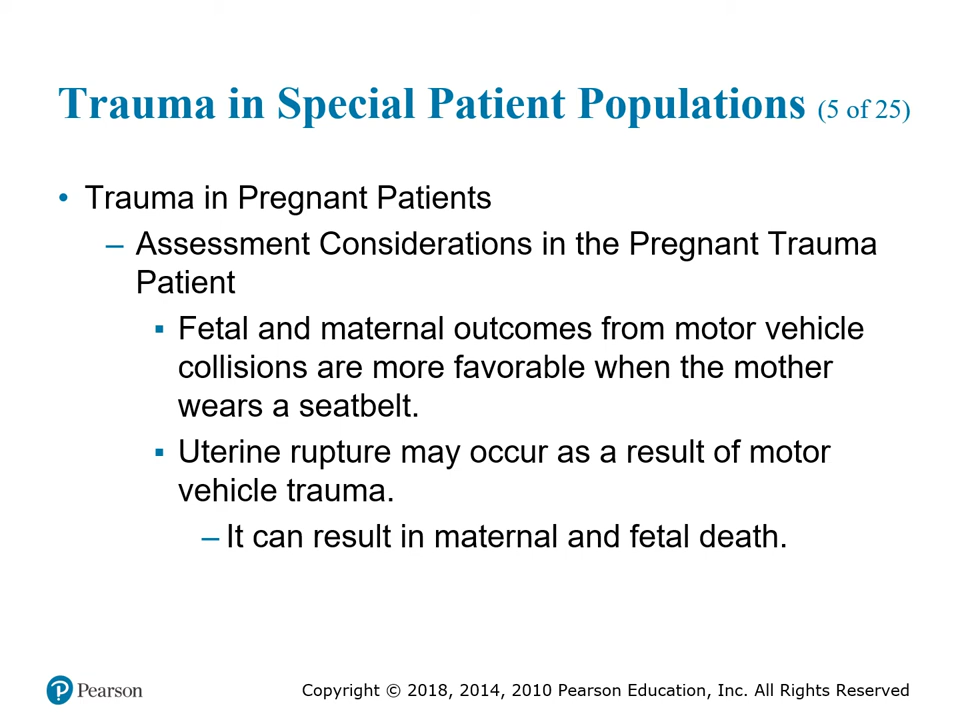 Trauma in Special Patient Populations (5 of 25)
• Trauma in Pregnant Patients
– Assessment Considerations in the Pregnant Trauma
Patient
▪ Fetal and maternal outcomes from motor vehicle
collisions are more favorable when the mother
wears a seatbelt.
▪ Uterine rupture may occur as a result of motor
vehicle trauma.
– It can result in maternal and fetal death.
Pearson
Copyright © 2018, 2014, 2010 Pearson Education, Inc. All Rights Reserved